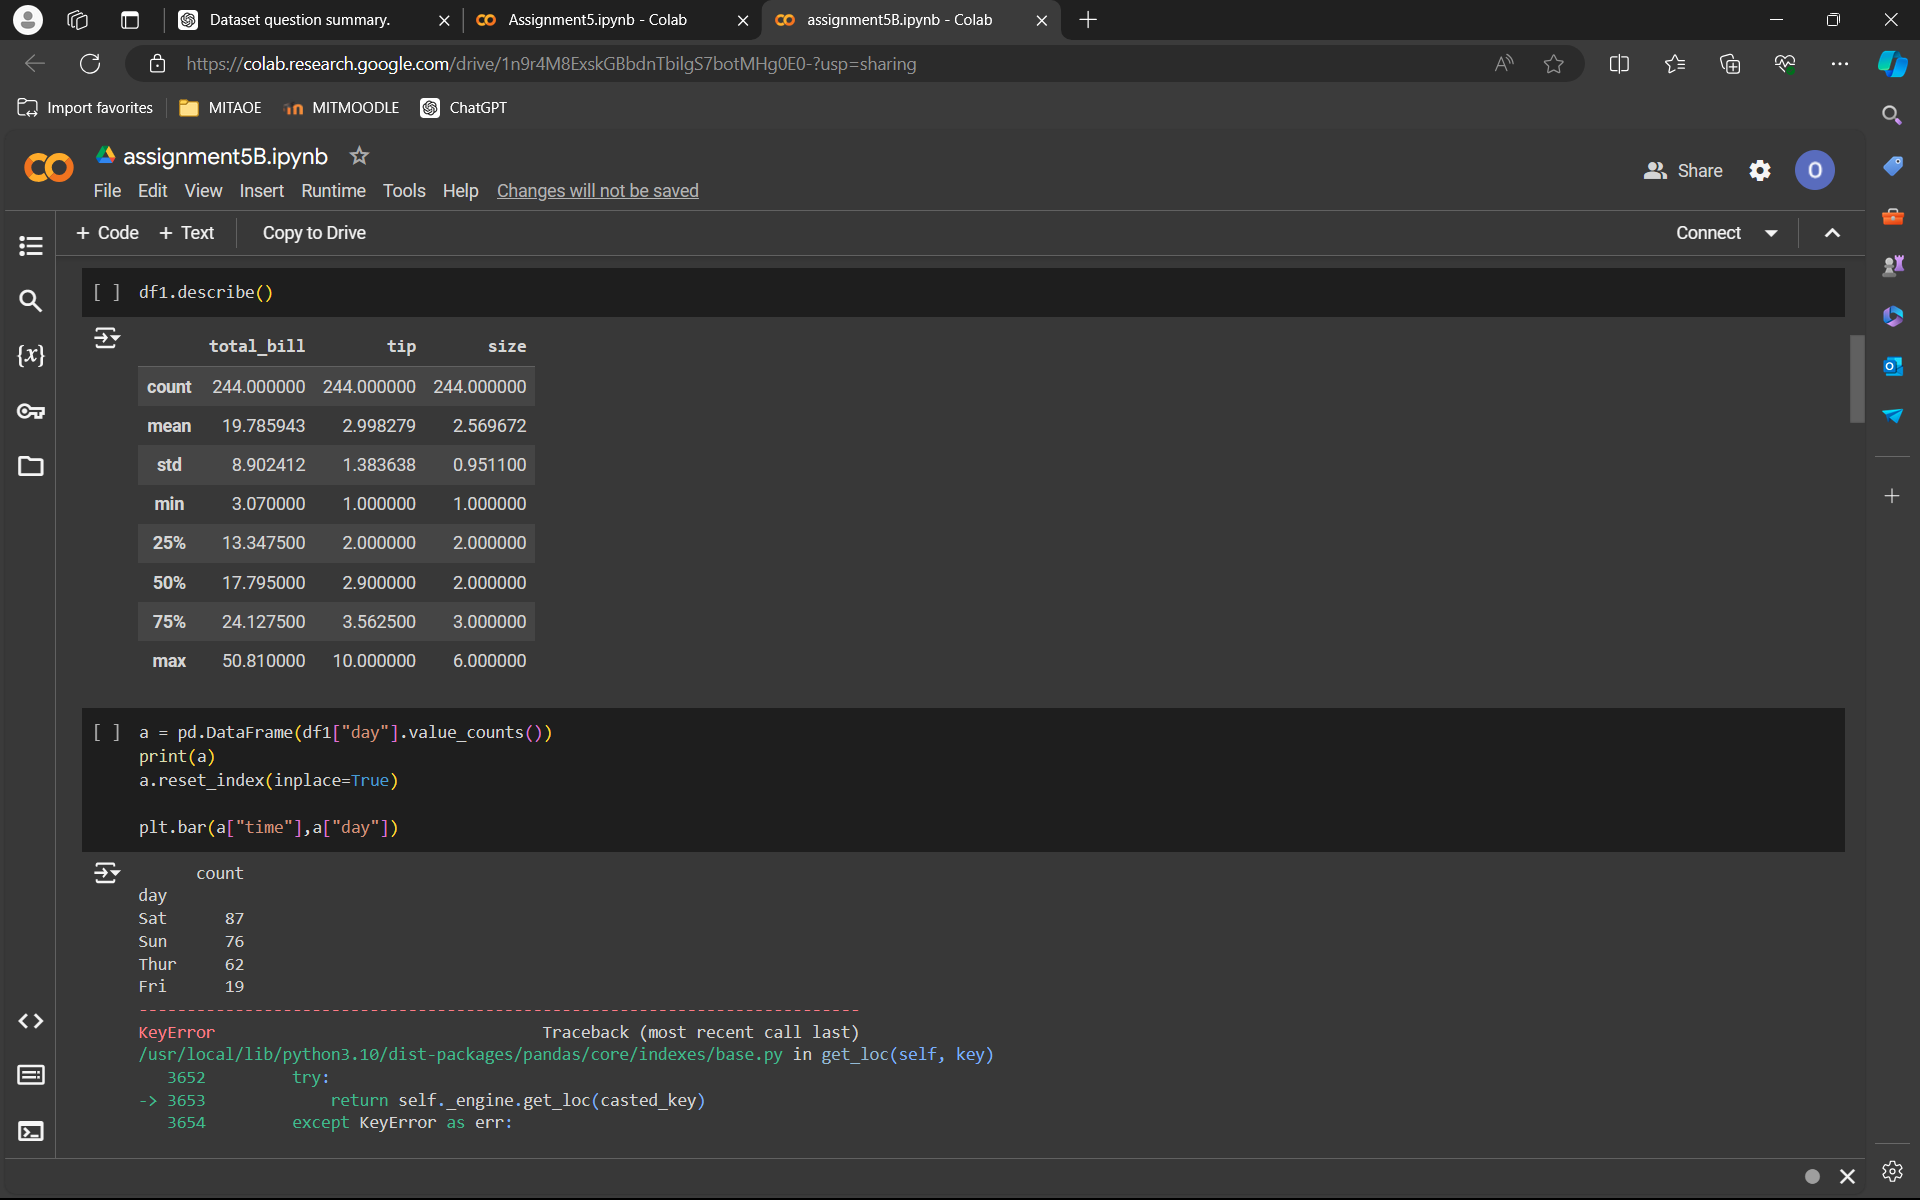 Dataset question summary.
Assignment5.ipynb - Colab
assignment5B.ipynb - Colab
https://colab.research.google.com/drive/1n9r4M8ExskGBbdnTbilgS7botMHg0E0-?usp=sharing
Import favorites
MITAOE
MITMOODLE
ChatGPT
assignment5B.ipynb
Share
O
File Edit View Insert Runtime Tools Help Changes will not be saved
+ Code + Text Copy to Drive
Connect
[ ] df1.describe()
total_bill tip size
count 244.000000 244.000000 244.000000
mean 19.785943 2.998279 2.569672
std 8.902412 1.383638 0.951100
min 3.070000 1.000000 1.000000
25% 13.347500 2.000000 2.000000
50% 17.795000 2.900000 2.000000
75% 24.127500 3.562500 3.000000
max 50.810000 10.000000 6.000000
[ ] a = pd.DataFrame(df1["day"].value_counts())
print(a)
a.reset_index(inplace=True)
plt.bar(a["time"],a["day"])
count
day
Sat 87
Sun 76
Thur 62
Fri 19
---------------------------------------------------------------------------
KeyError Traceback (most recent call last)
/usr/local/lib/python3.10/dist-packages/pandas/core/indexes/base.py in get_loc(self, key)
3652 try:
-> 3653 return self._engine.get_loc(casted_key)
3654 except KeyError as err: